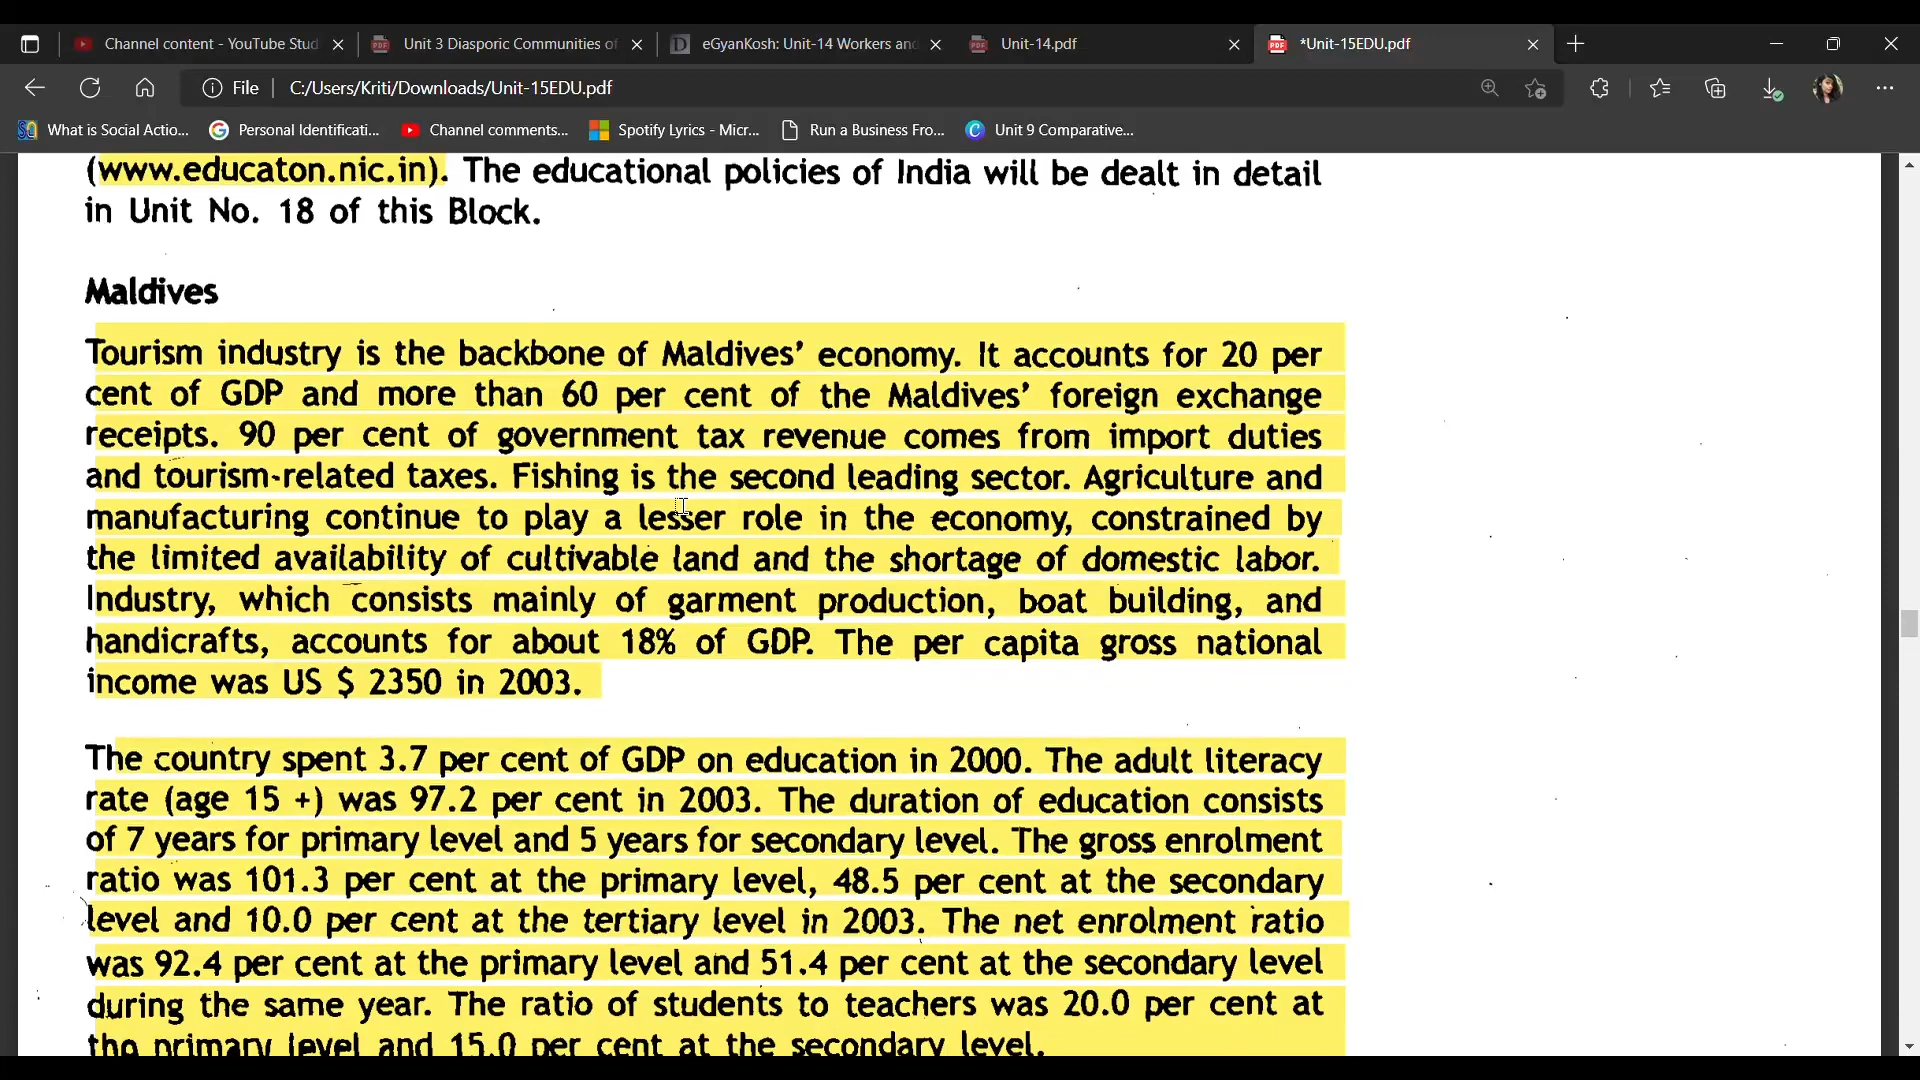 Channel content - YouTube Stud
Unit 3 Diasporic Communities of
eGyanKosh: Unit-14 Workers and
Unit-14.pdf
*Unit-15EDU.pdf
File
C:/Users/Kriti/Downloads/Unit-15EDU.pdf
What is Social Actio...
Personal Identificati...
Channel comments...
Spotify Lyrics - Micr...
Run a Business Fro...
Unit 9 Comparative...
(www.educaton.nic.in). The educational policies of India will be dealt in detail
in Unit No. 18 of this Block.
Maldives
Tourism industry is the backbone of Maldives' economy. It accounts for 20 per
cent of GDP and more than 60 per cent of the Maldives' foreign exchange
receipts. 90 per cent of government tax revenue comes from import duties
and tourism-related taxes. Fishing is the second leading sector. Agriculture and
manufacturing continue to play a lesser role in the economy, constrained by
the limited availability of cultivable land and the shortage of domestic labor.
Industry, which consists mainly of garment production, boat building, and
handicrafts, accounts for about 18% of GDP. The per capita gross national
income was US $ 2350 in 2003.
The country spent 3.7 per cent of GDP on education in 2000. The adult literacy
rate (age 15 +) was 97.2 per cent in 2003. The duration of education consists
of 7 years for primary level and 5 years for secondary level. The gross enrolment
ratio was 101.3 per cent at the primary level, 48.5 per cent at the secondary
level and 10.0 per cent at the tertiary level in 2003. The net enrolment ratio
was 92.4 per cent at the primary level and 51.4 per cent at the secondary level
during the same year. The ratio of students to teachers was 20.0 per cent at
the primary level and 15.0 per cent at the secondary level.